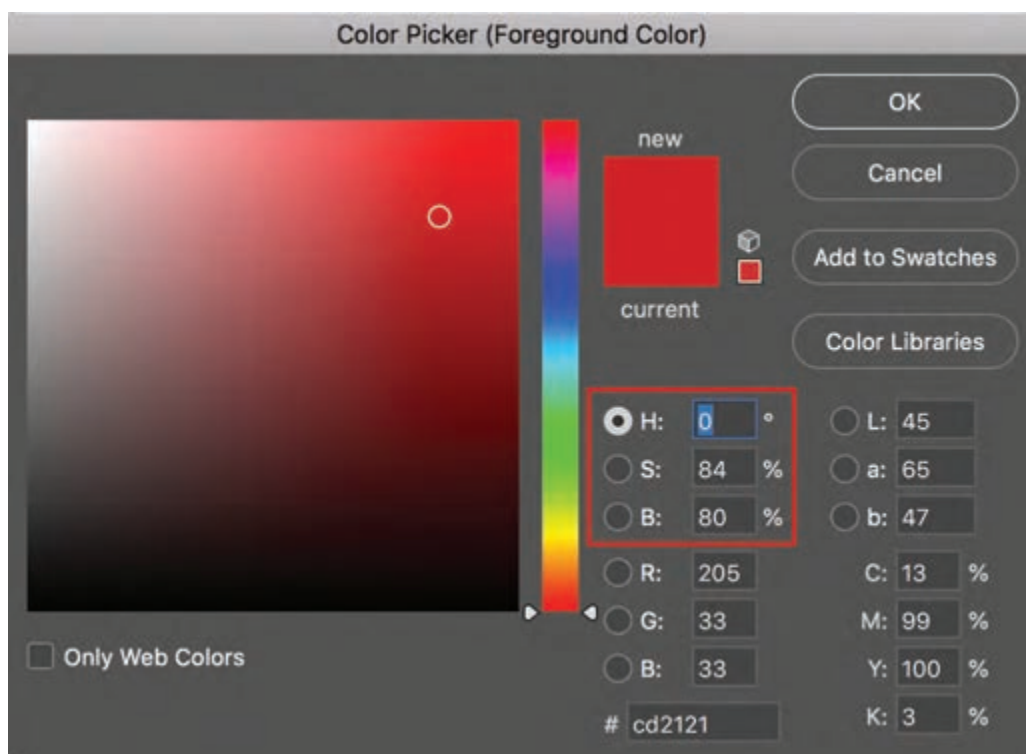 Color Picker (Foreground Color)
new
current
OK
Cancel
Add to Swatches
Color Libraries
H: 0 °
S: 84 %
B: 80 %
R: 205
G: 33
B: 33
# cd2121
L: 45
a: 65
b: 47
C: 13 %
M: 99 %
Y: 100 %
K: 3 %
Only Web Colors